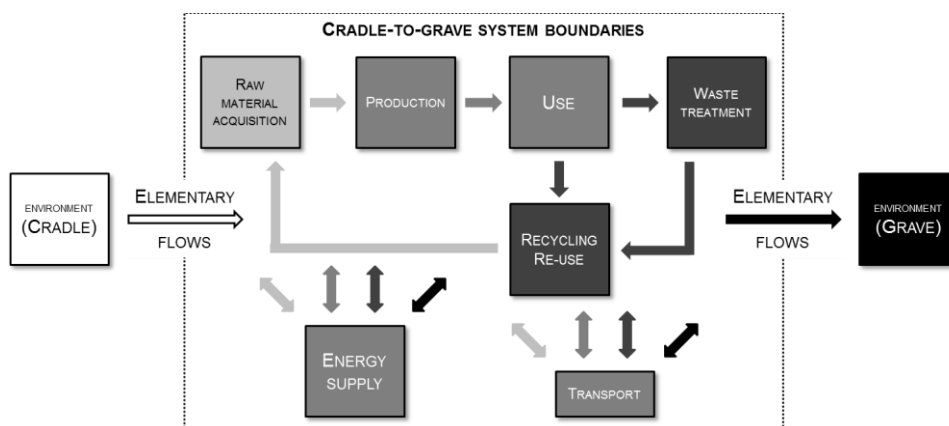 CRADLE-TO-GRAVE SYSTEM BOUNDARIES
RAW
MATERIAL
ACQUISITION
PRODUCTION
USE
WASTE
TREATMENT
ENVIRONMENT
(CRADLE)
ELEMENTARY
FLOWS
RECYCLING
RE-USE
ELEMENTARY
FLOWS
ENVIRONMENT
(GRAVE)
ENERGY
SUPPLY
TRANSPORT